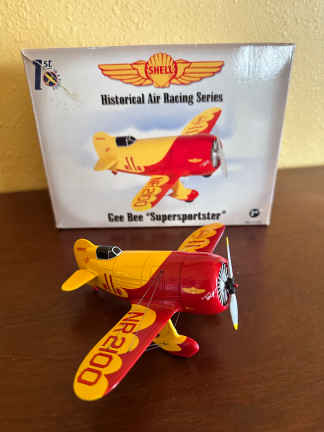 1st
SHELL
Historical Air Racing Series
NR2100
Gee Bee "Supersportster"
NR2100